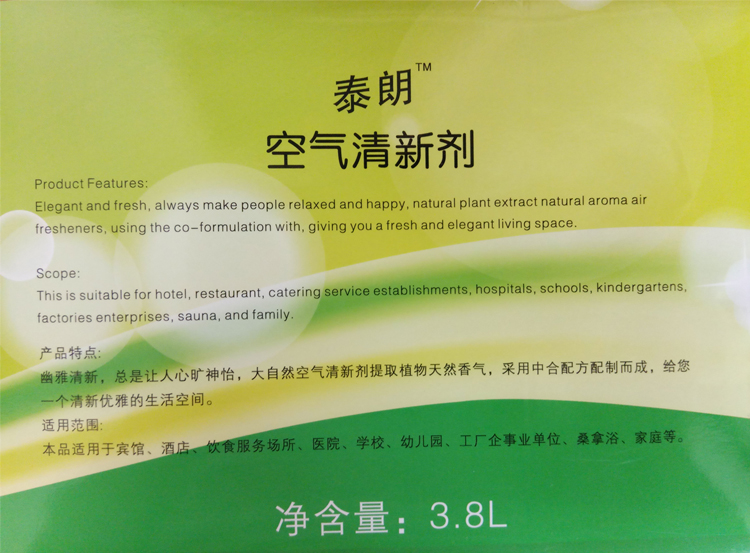 泰朗™
空气清新剂
Product Features:
Elegant and fresh, always make people relaxed and happy, natural plant extract natural aroma air
fresheners, using the co-formulation with, giving you a fresh and elegant living space.
Scope:
This is suitable for hotel, restaurant, catering service establishments, hospitals, schools, kindergartens,
factories enterprises, sauna, and family.
产品特点:
幽雅清新，总是让人心旷神怡，大自然空气清新剂提取植物天然香气，采用中合配方配制而成，给您
一个清新优雅的生活空间。
适用范围:
本品适用于宾馆、酒店、饮食服务场所、医院、学校、幼儿园、工厂企事业单位、桑拿浴、家庭等。
净含量：3.8L